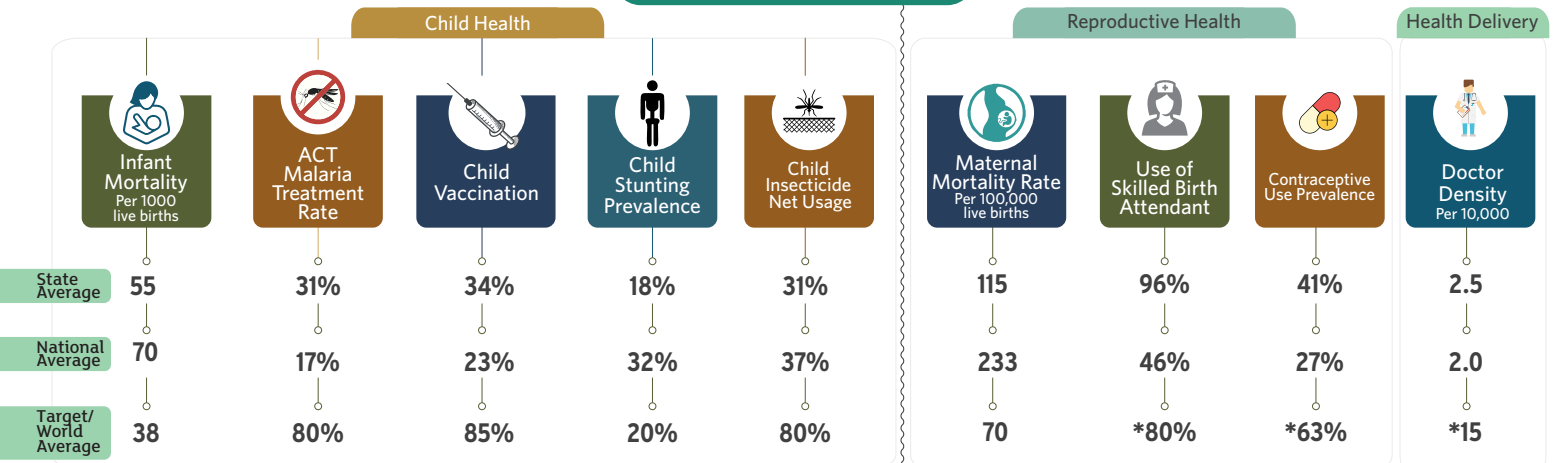 Child Health
Reproductive Health
Health Delivery
Infant
Mortality
Per 1000
live births
ACT
Malaria
Treatment
Rate
Child
Vaccination
Child
Stunting
Prevalence
Child
Insecticide
Net Usage
Maternal
Mortality Rate
Per 100,000
live births
Use of
Skilled Birth
Attendant
Contraceptive
Use Prevalence
Doctor
Density
Per 10,000
State
Average
55 31% 34% 18% 31% 115 96% 41% 2.5
National
Average
70 17% 23% 32% 37% 233 46% 27% 2.0
Target/
World
Average
38 80% 85% 20% 80% 70 *80% *63% *15